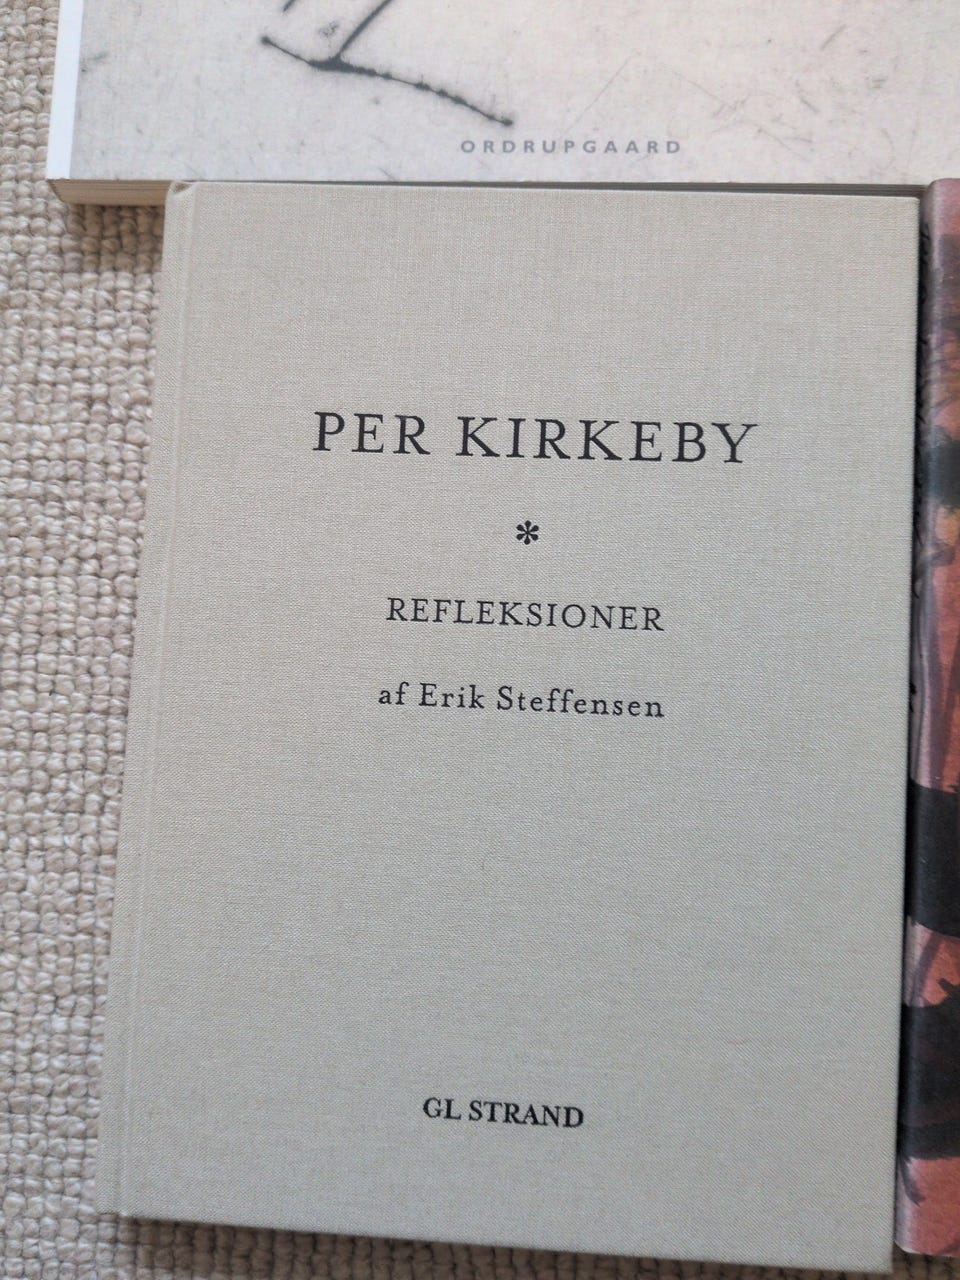 ORDRUPGAARD
PER KIRKEBY
*
REFLEKSIONER
af Erik Steffensen
GL STRAND